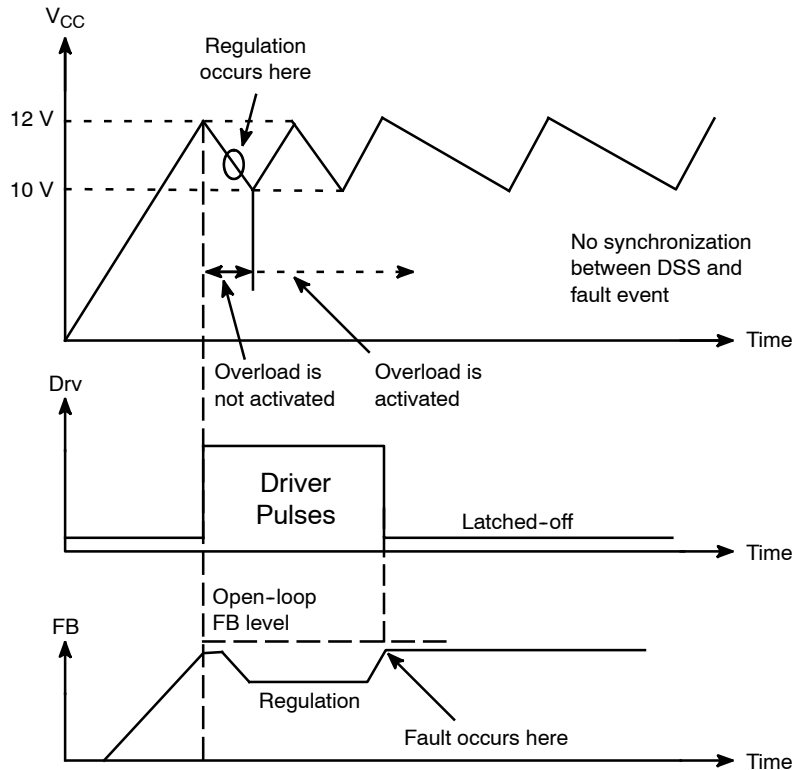 VCC
Regulation
occurs here
12 V
10 V
No synchronization
between DSS and
fault event
Time
Overload is
not activated
Overload is
activated
Drv
Driver
Pulses
Latched-off
Time
Open-loop
FB level
FB
Regulation
Fault occurs here
Time